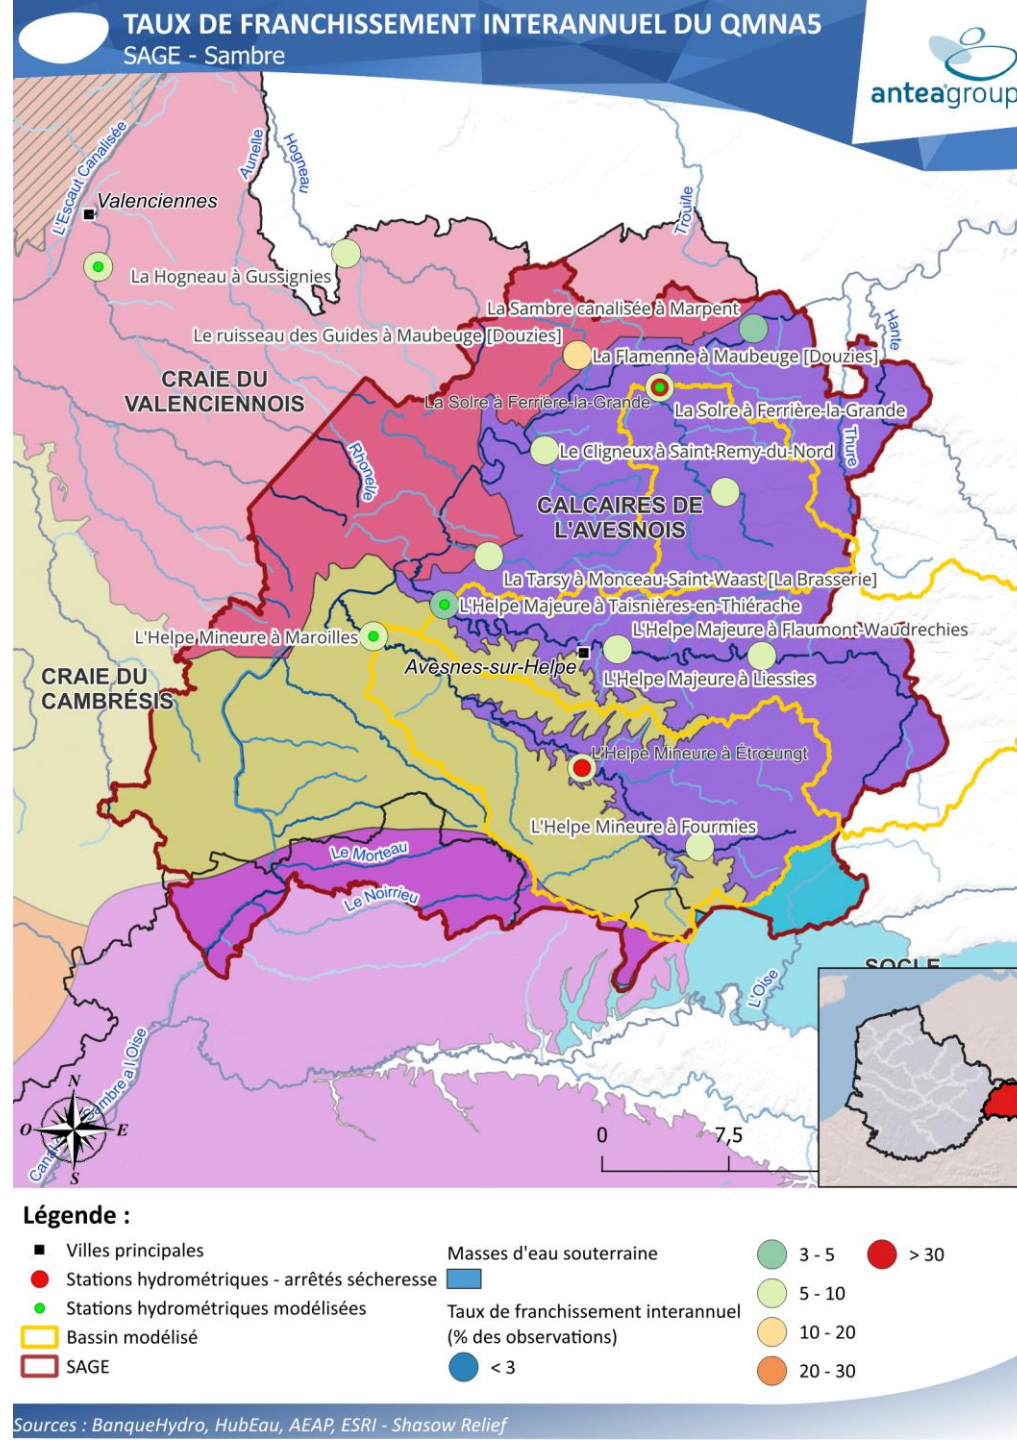 TAUX DE FRANCHISSEMENT INTERANNUEL DU QMNA5
SAGE - Sambre
anteagroup
L'Escaut Canalisée
Aunelle
Hogneau
Trouille
Valenciennes
La Hogneau à Gussignies
La Sambre canalisée à Marpent
Hante
Le ruisseau des Guides à Maubeuge [Douzies]
La Flamenne à Maubeuge [Douzies]
CRAIE DU
VALENCIENNOIS
La Solre à Ferrière-la-Grande
La Solre à Ferrière-la-Grande
Thure
Rhonelle
Le Cligneux à Saint-Remy-du-Nord
CALCAIRES DE
L'AVESNOIS
La Tarsy à Monceau-Saint-Waast [La Brasserie]
L'Helpe Majeure à Taisnières-en-Thiérache
L'Helpe Mineure à Maroilles
L'Helpe Majeure à Flaumont-Waudrechies
Avesnes-sur-Helpe
L'Helpe Majeure à Liessies
CRAIE DU
CAMBRÉSIS
L'Helpe Mineure à Étrœungt
L'Helpe Mineure à Fourmies
Le Morteau
Le Noirrieu
SOCLE
L'Oise
Sambre a l Oise
N
O
E
S
0
7,5
Légende :
Villes principales
Stations hydrométriques - arrêtés sécheresse
Stations hydrométriques modélisées
Bassin modélisé
SAGE
Masses d'eau souterraine
Taux de franchissement interannuel
(% des observations)
< 3
3 - 5
5 - 10
10 - 20
20 - 30
> 30
Sources : BanqueHydro, HubEau, AEAP, ESRI - Shasow Relief